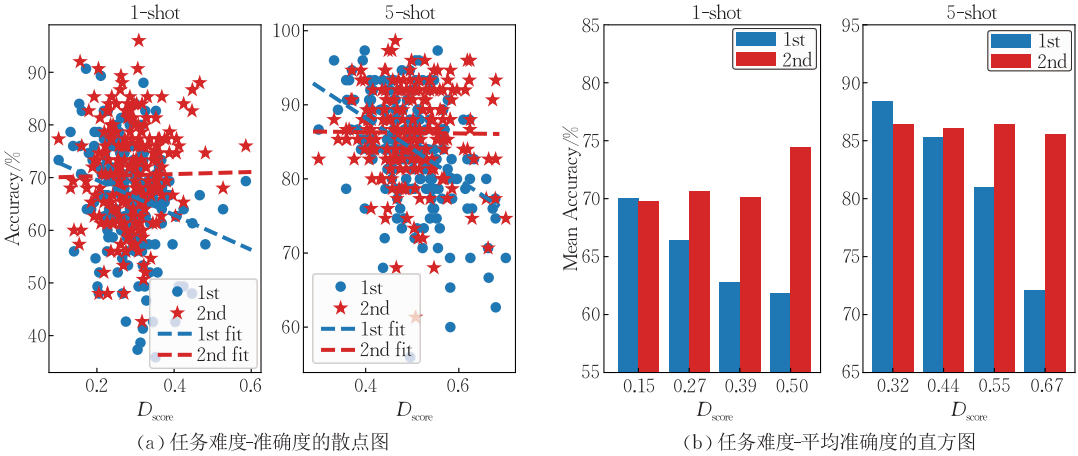 1-shot
5-shot
Accuracy/%
90
80
70
60
50
40
100
90
80
70
60
1st
2nd
1st fit
2nd fit
1st
2nd
1st fit
2nd fit
0.2
0.4
0.6
0.4
0.6
D_score
D_score
(a) 任务难度-准确度的散点图
1-shot
5-shot
Mean Accuracy/%
85
80
75
70
65
60
55
95
90
85
80
75
70
65
1st
2nd
1st
2nd
0.15
0.27
0.39
0.50
0.32
0.44
0.55
0.67
D_score
D_score
(b) 任务难度-平均准确度的直方图